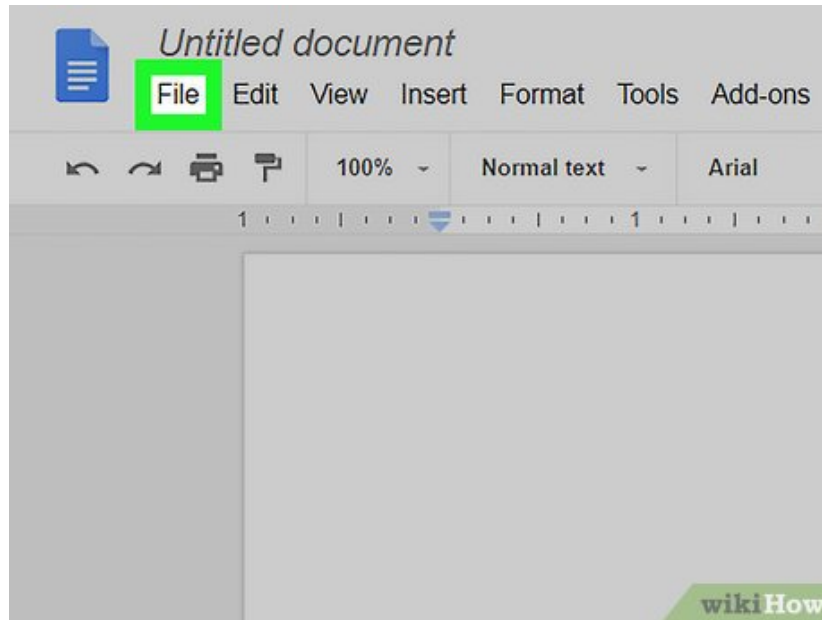 Untitled document
File Edit View Insert Format Tools Add-ons
100% Normal text Arial
1 1
wikiHow